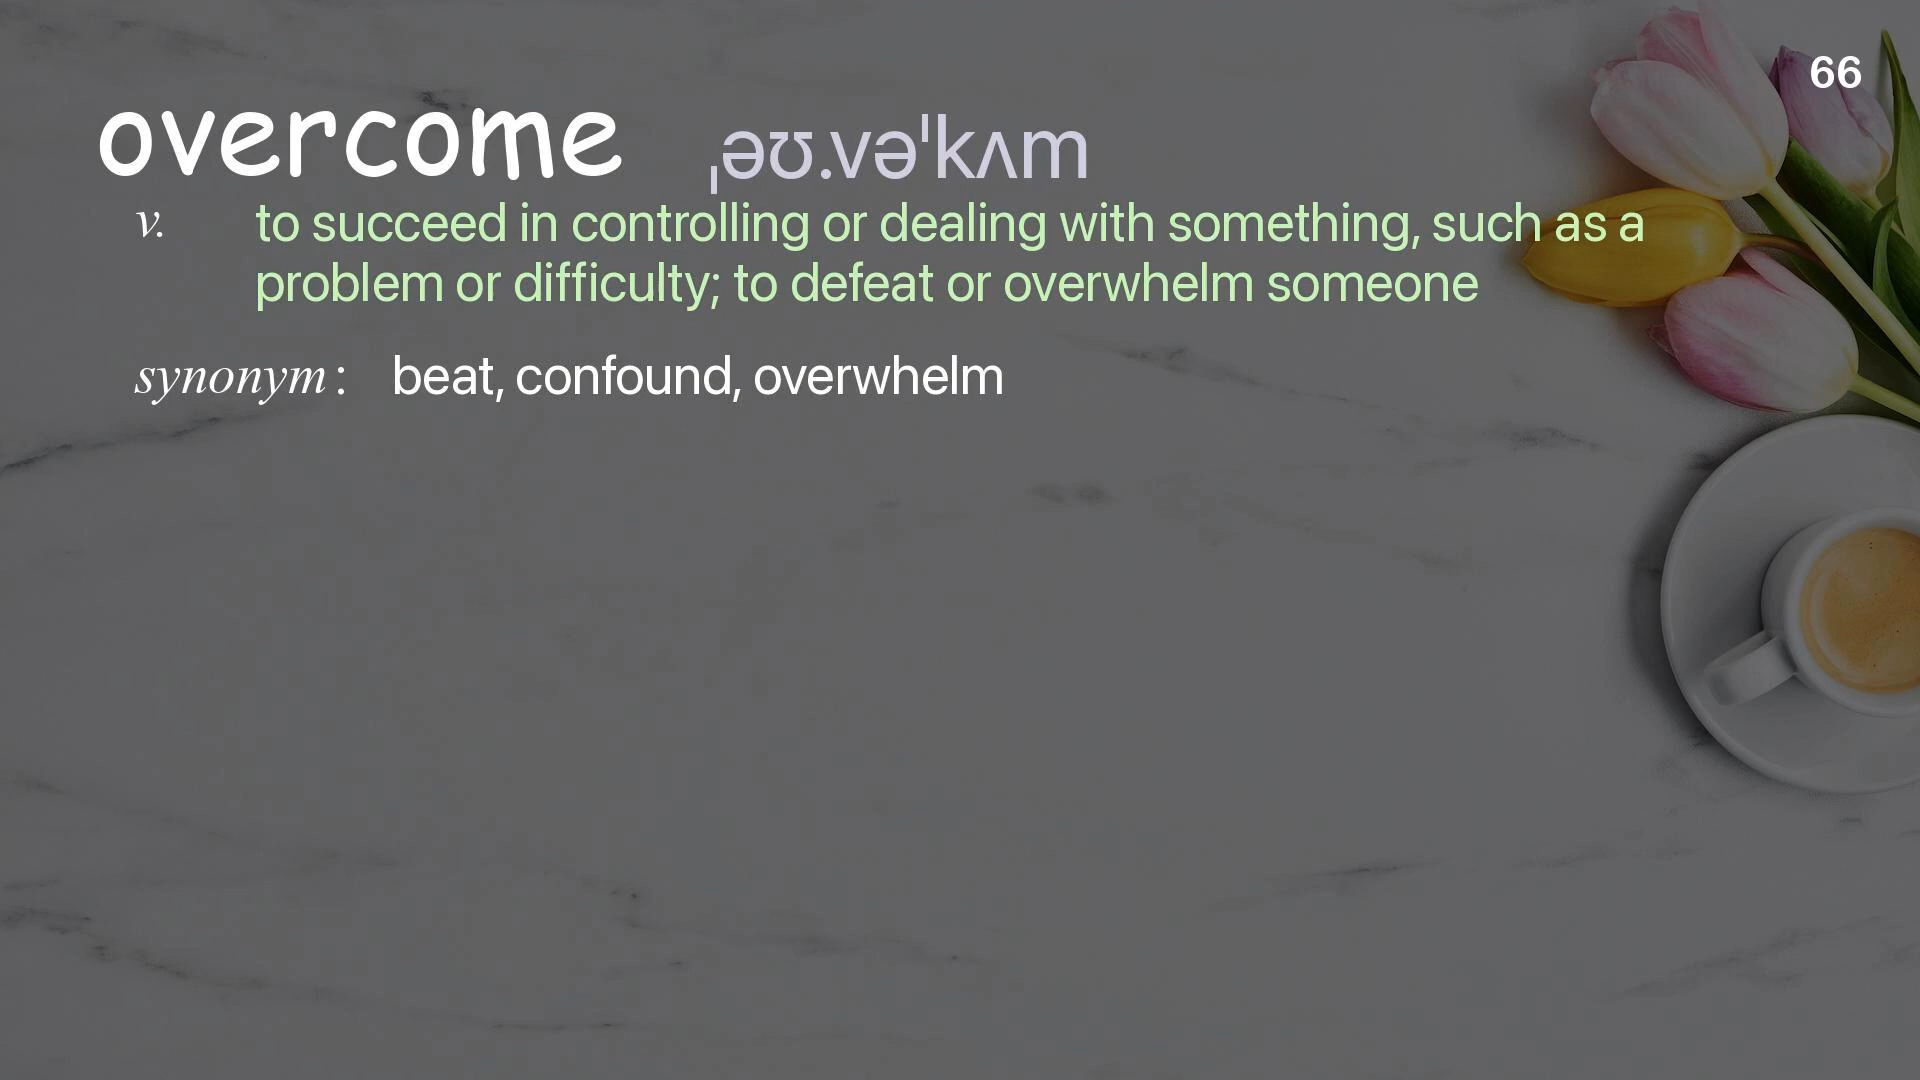 66
overcome ˌəʊ.vəˈkʌm
v. to succeed in controlling or dealing with something, such as a
problem or difficulty; to defeat or overwhelm someone
synonym : beat, confound, overwhelm